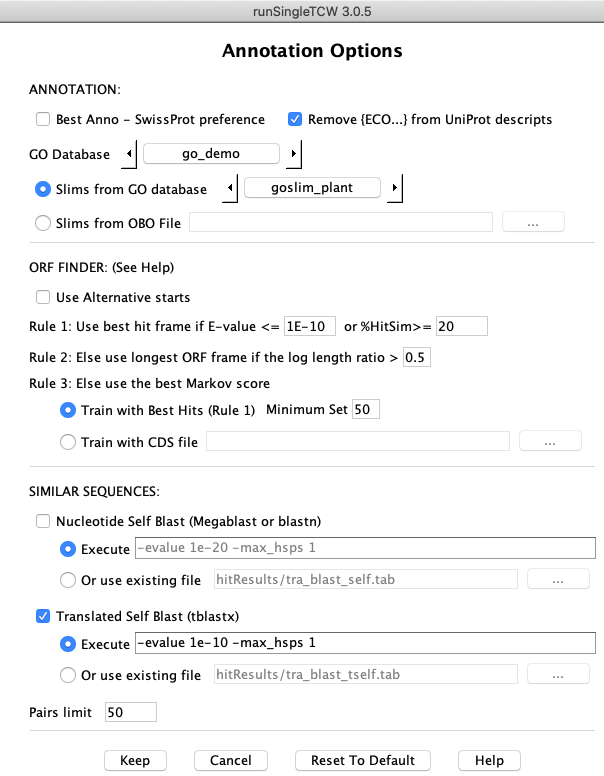 runSingleTCW 3.0.5
Annotation Options
ANNOTATION:
Best Anno - SwissProt preference Remove {ECO...} from UniProt descripts
GO Database go_demo
Slims from GO database goslim_plant
Slims from OBO File ...
ORF FINDER: (See Help)
Use Alternative starts
Rule 1: Use best hit frame if E-value <= 1E-10 or %HitSim>= 20
Rule 2: Else use longest ORF frame if the log length ratio > 0.5
Rule 3: Else use the best Markov score
Train with Best Hits (Rule 1) Minimum Set 50
Train with CDS file ...
SIMILAR SEQUENCES:
Nucleotide Self Blast (Megablast or blastn)
Execute -evalue 1e-20 -max_hsps 1
Or use existing file hitResults/tra_blast_self.tab ...
Translated Self Blast (tblastx)
Execute -evalue 1e-10 -max_hsps 1
Or use existing file hitResults/tra_blast_tself.tab ...
Pairs limit 50
Keep Cancel Reset To Default Help